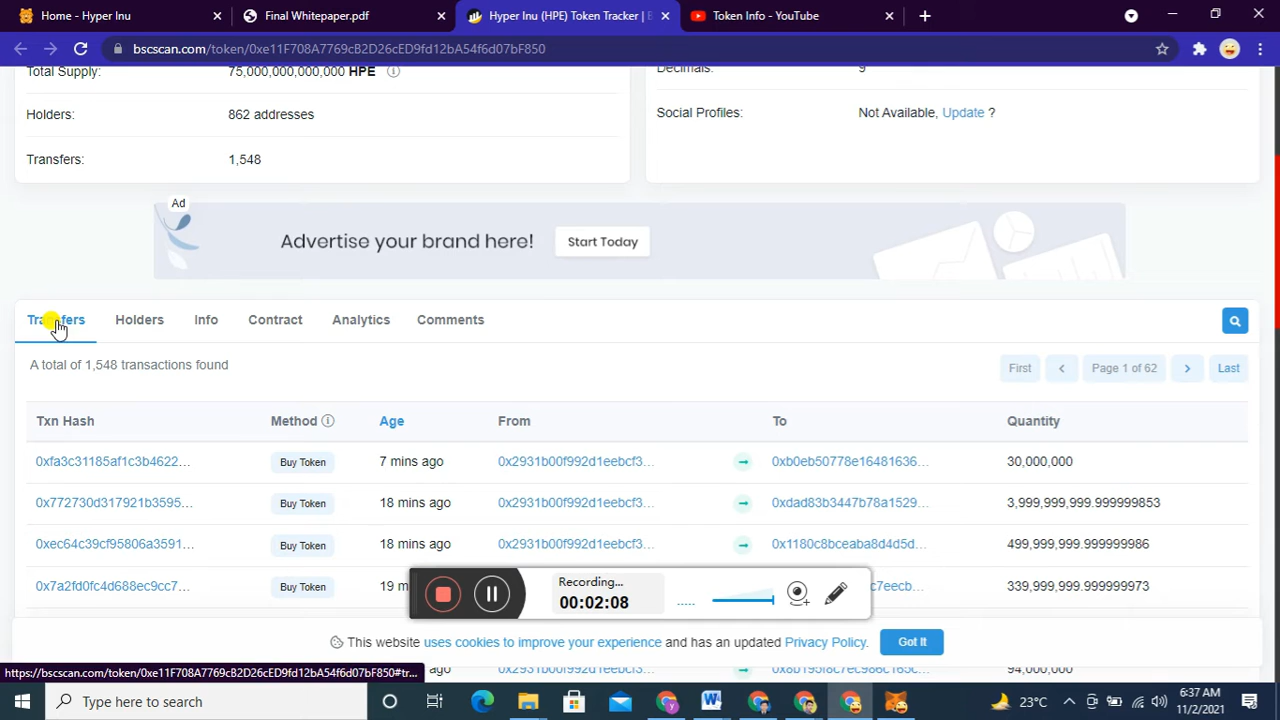 Home - Hyper Inu
Final Whitepaper.pdf
Hyper Inu (HPE) Token Tracker |
Token Info - YouTube
bscscan.com/token/0xe11F708A7769cB2D26cED9fd12bA54f6d07bF850
Total Supply: 75,000,000,000,000 HPE
Decimals: 9
Holders: 862 addresses
Social Profiles: Not Available, Update ?
Transfers: 1,548
Ad
Advertise your brand here! Start Today
Transfers Holders Info Contract Analytics Comments
A total of 1,548 transactions found
First < Page 1 of 62 > Last
Txn Hash Method Age From To Quantity
0xfa3c31185af1c3b4622... Buy Token 7 mins ago 0x2931b00f992d1eebcf3... 0xb0eb50778e16481636... 30,000,000
0x772730d317921b3595... Buy Token 18 mins ago 0x2931b00f992d1eebcf3... 0xdad83b3447b78a1529... 3,999,999,999.999999853
0xec64c39cf95806a3591... Buy Token 18 mins ago 0x2931b00f992d1eebcf3... 0x1180c8bceaba8d4d5d... 499,999,999.999999986
0x7a2fd0fc4d688ec9cc7... Buy Token 19 m c7eecb... 339,999,999.999999973
Recording...
00:02:08
This website uses cookies to improve your experience and has an updated Privacy Policy. Got It
https://bscscan.com/token/0xe11F708A7769cB2D26cED9fd12bA54f6d07bF850#tr...
ago 0x2931b00f992d1eebcf3... 94,000,000
Type here to search
23°C
6:37 AM
11/2/2021